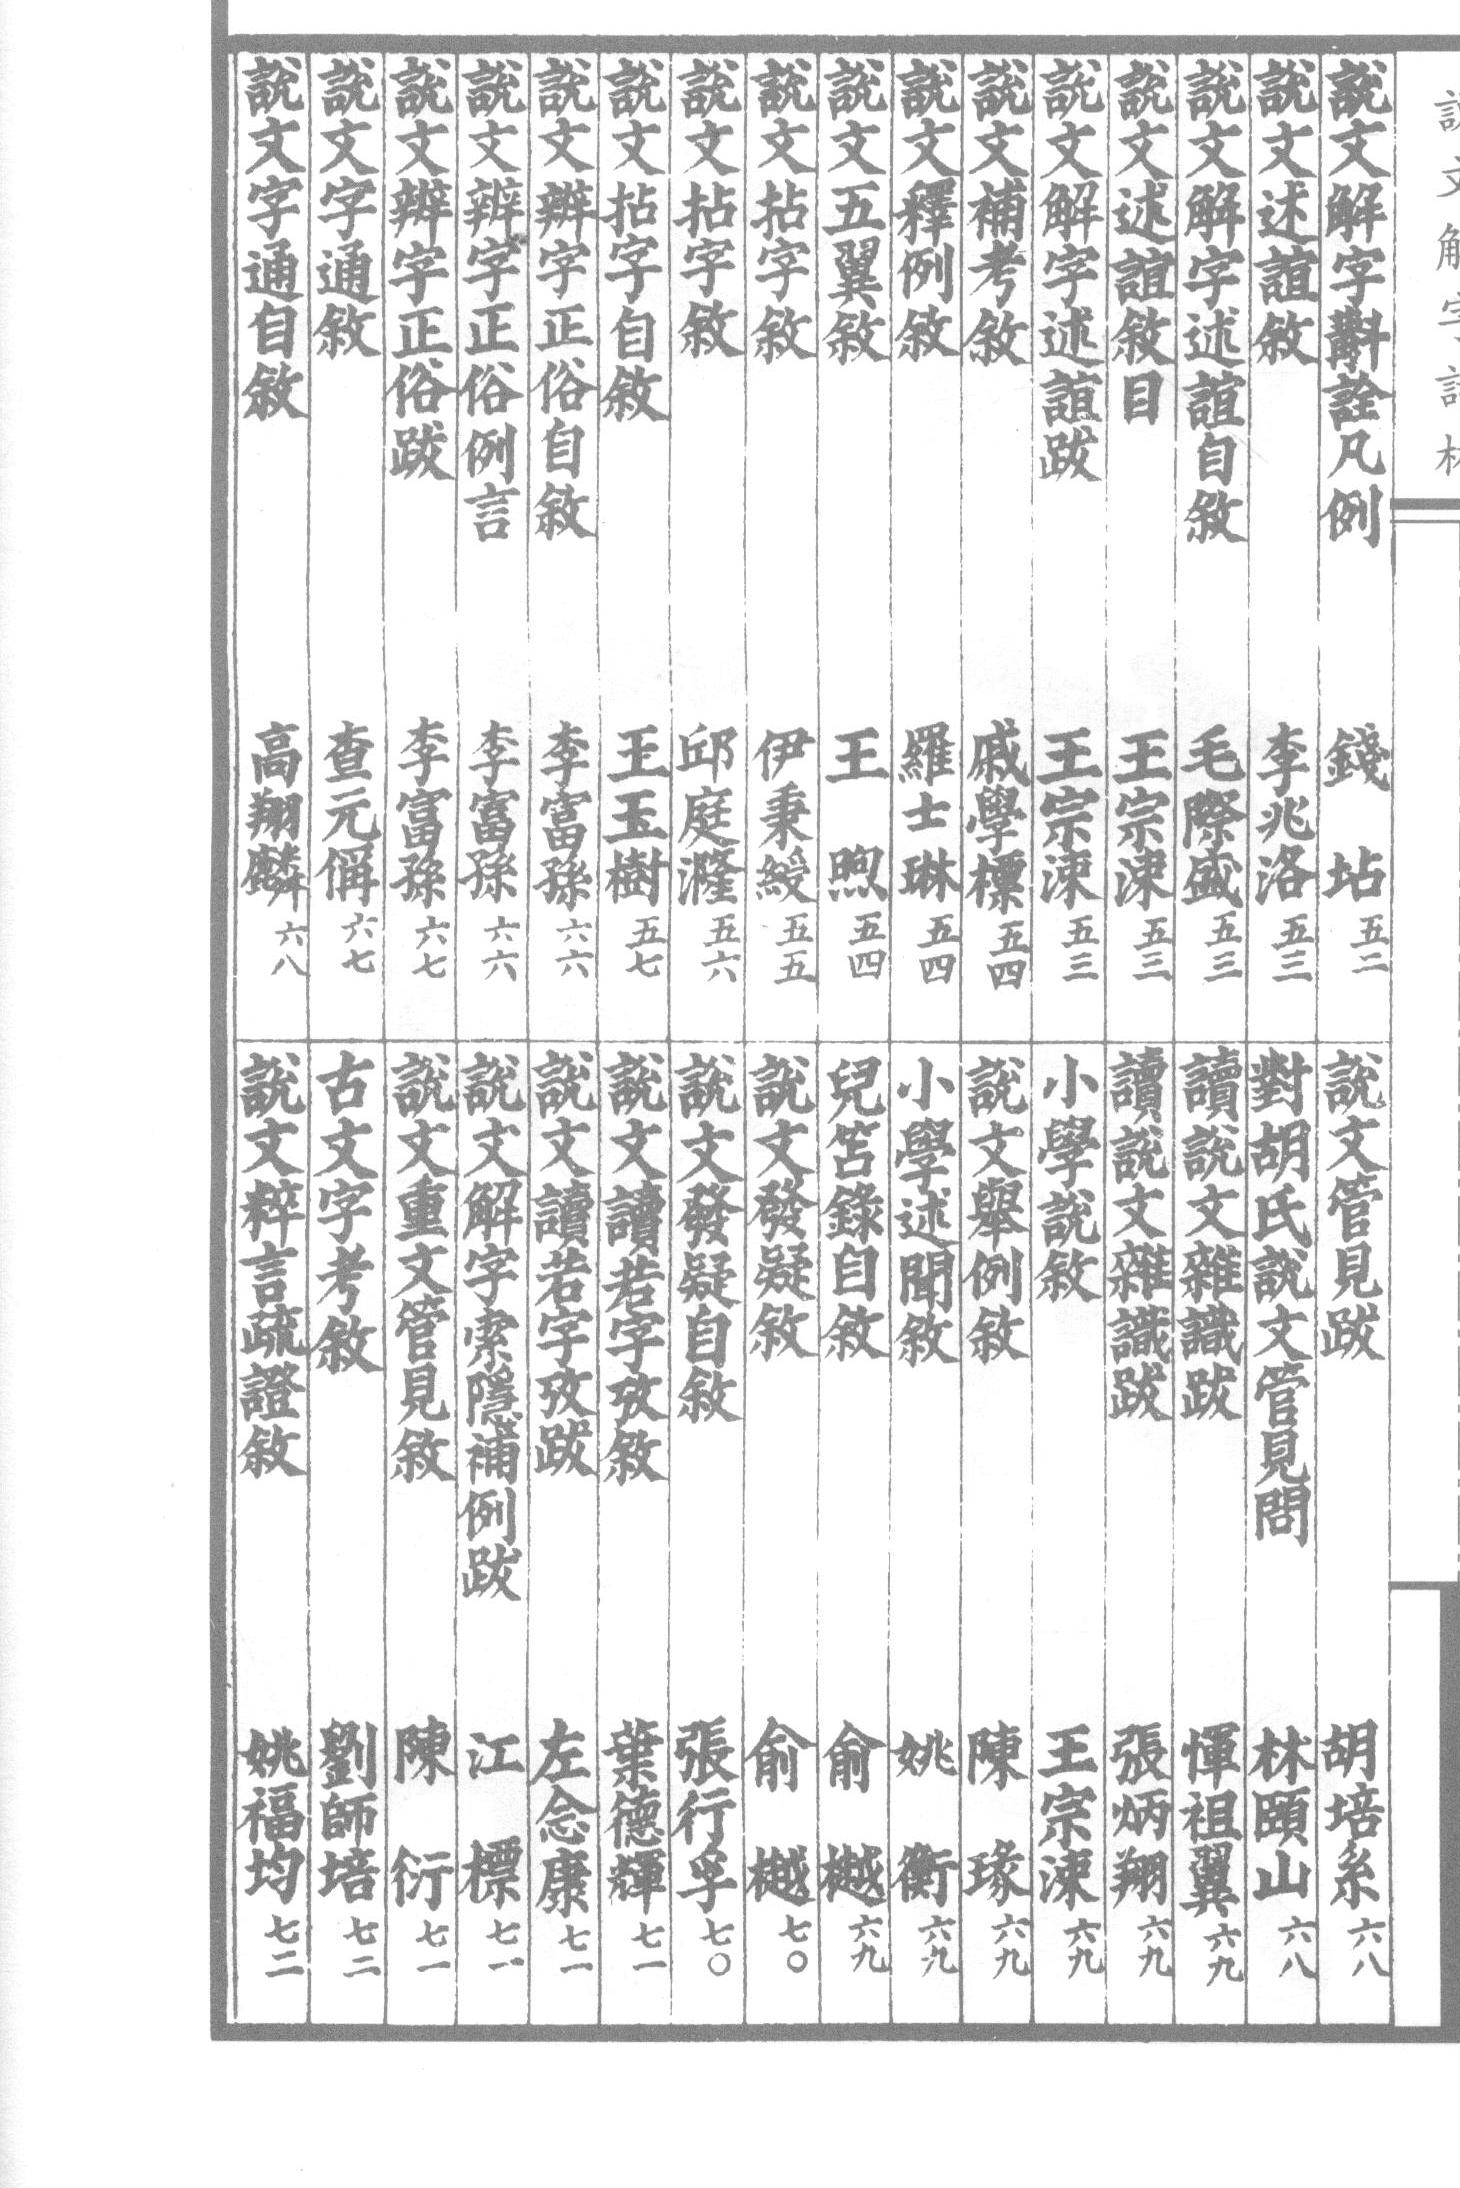 說文解字詁林
說文解字斠詮凡例 錢坫 五二
說文述誼敘 李兆洛 五三
說文解字述誼自敘 毛際盛 五三
說文述誼敘目 王宗涑 五三
說文解字述誼跋 王宗涑 五三
說文補考敘 戚學標 五四
說文釋例敘 羅士琳 五四
說文五翼敘 王煦 五四
說文拈字敘 伊秉綬 五五
說文拈字敘 邱庭漋 五六
說文拈字自敘 王玉樹 五七
說文辨字正俗自敘 李富孫 六六
說文辨字正俗例言 李富孫 六六
說文辨字正俗跋 李富孫 六七
說文字通敘 查元偁 六七
說文字通自敘 高翔麟 六八
說文管見跋 胡培系 六八
對胡氏說文管見問 林頤山 六八
讀說文雜識跋 惲祖翼 六九
讀說文雜識跋 張炳翔 六九
小學說敘 王宗涑 六九
說文舉例敘 陳瑑 六九
小學述聞敘 姚衡 六九
兒笘錄自敘 俞樾 六九
說文發疑敘 俞樾 七〇
說文發疑自敘 張行孚 七〇
說文讀若字攷敘 葉德輝 七一
說文讀若字攷跋 左念康 七一
說文解字索隱補例跋 江標 七一
說文重文管見敘 陳衍 七一
古文字考敘 劉師培 七二
說文粹言疏證敘 姚福均 七二